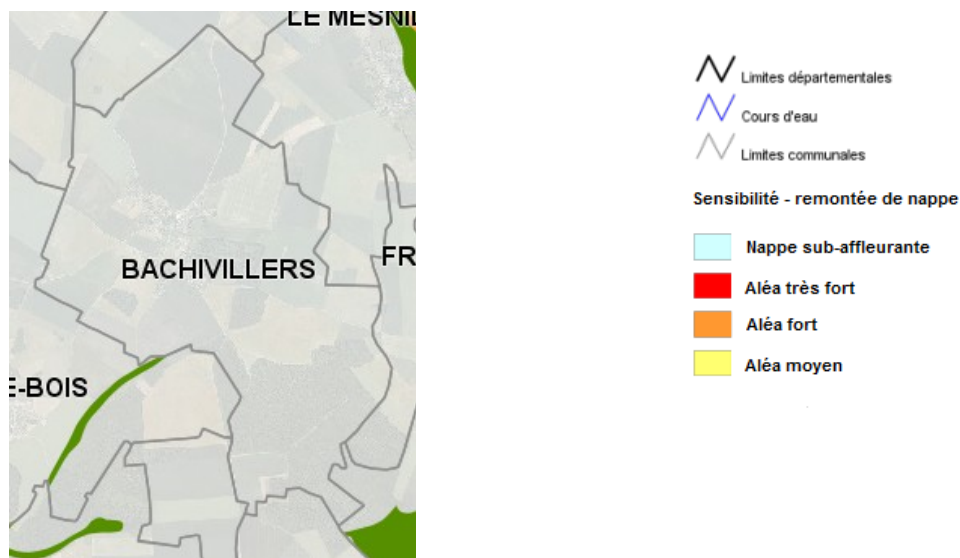 LE MESNIL
BACHIVILLERS
FR
E-BOIS
Limites départementales
Cours d'eau
Limites communales
Sensibilité - remontée de nappe
Nappe sub-affleurante
Aléa très fort
Aléa fort
Aléa moyen